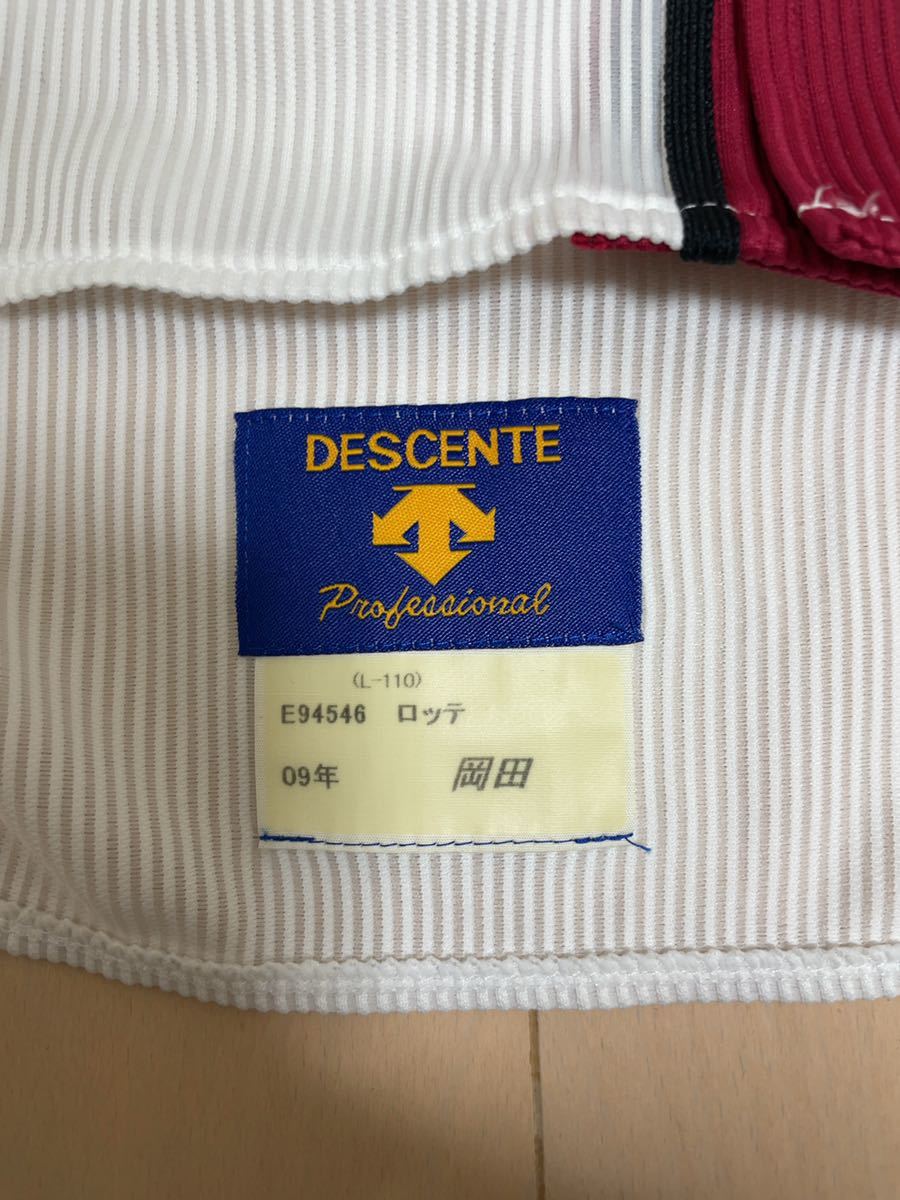 DESCENTE
Professional
(L-110)
E94546 ロッテ
09年 岡田